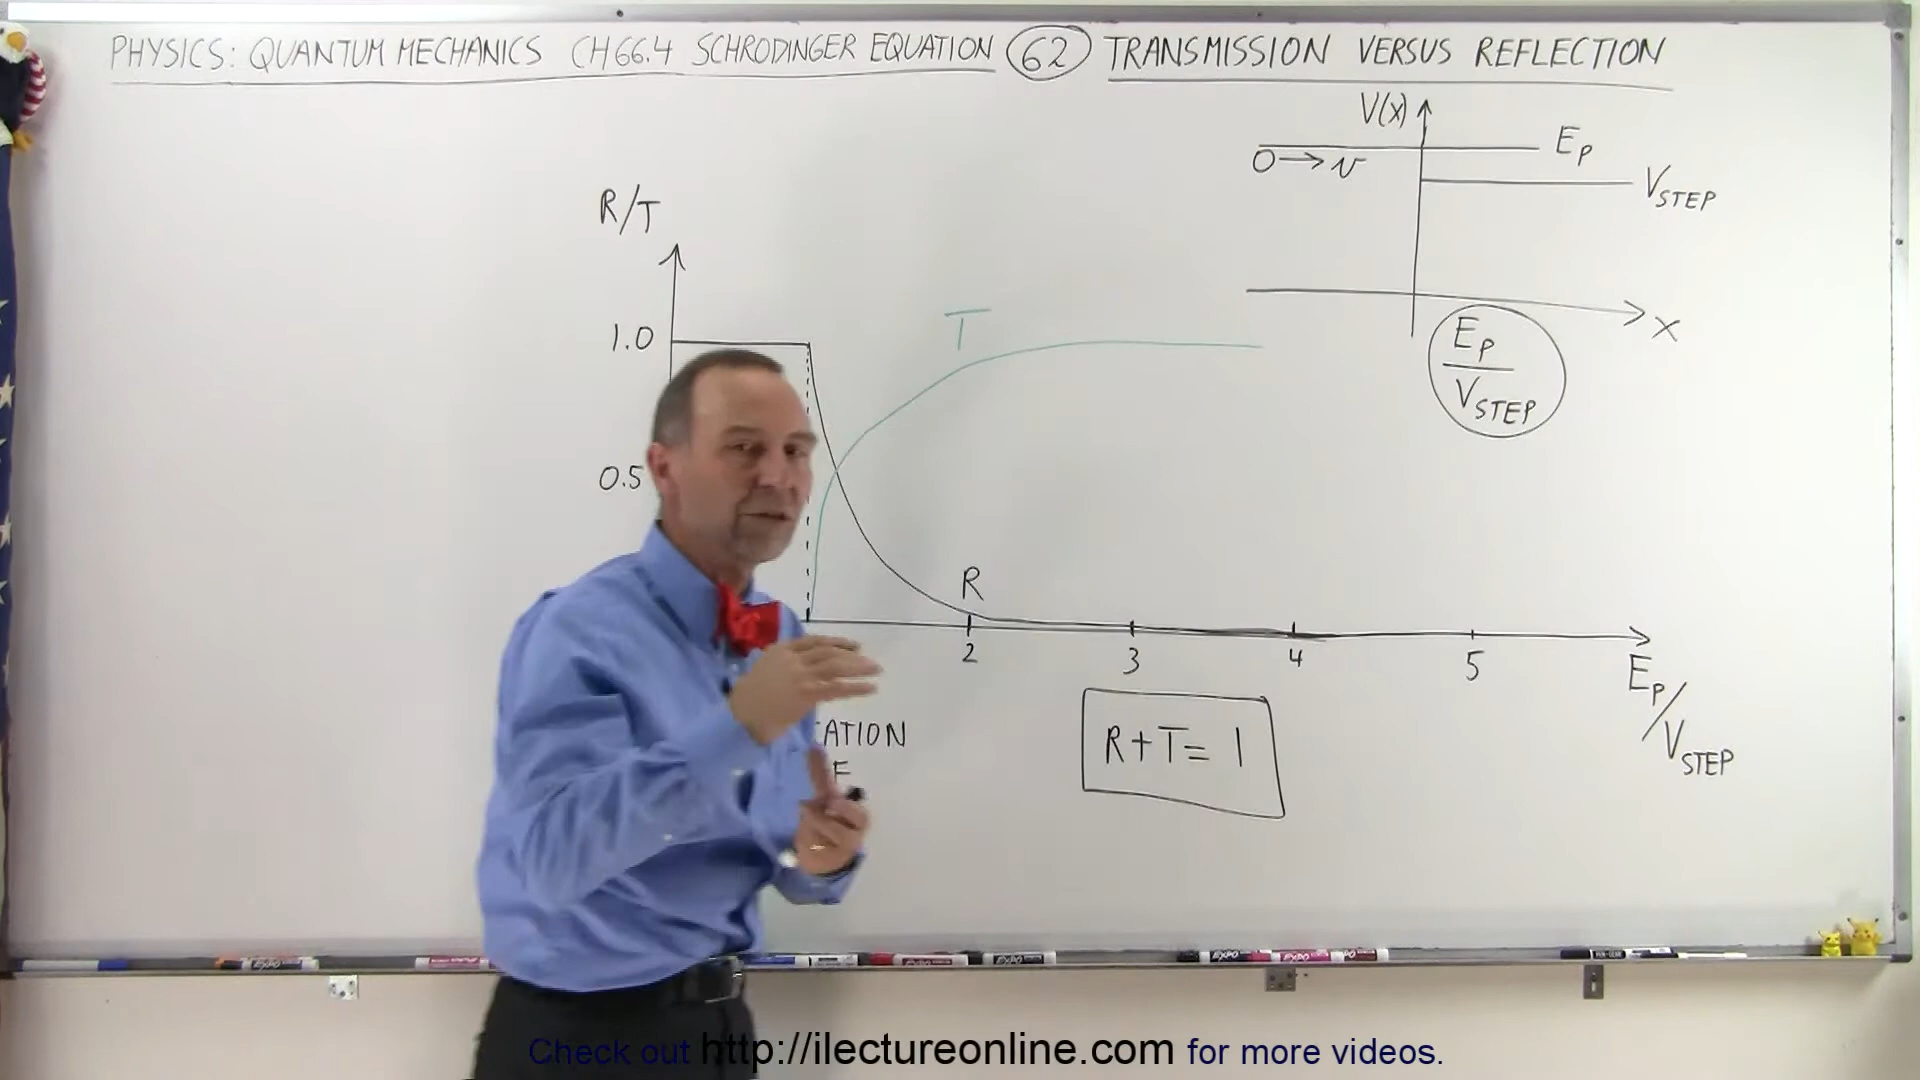 PHYSICS: QUANTUM MECHANICS CH 66.4 SCHRODINGER EQUATION 62 TRANSMISSION VERSUS REFLECTION
V(x)
Ep
O→v
VSTEP
R/T
1.0
T
x
Ep
VSTEP
0.5
R
2 3 4 5
Ep/VSTEP
R+T=1
Check out http://ilectureonline.com for more videos.